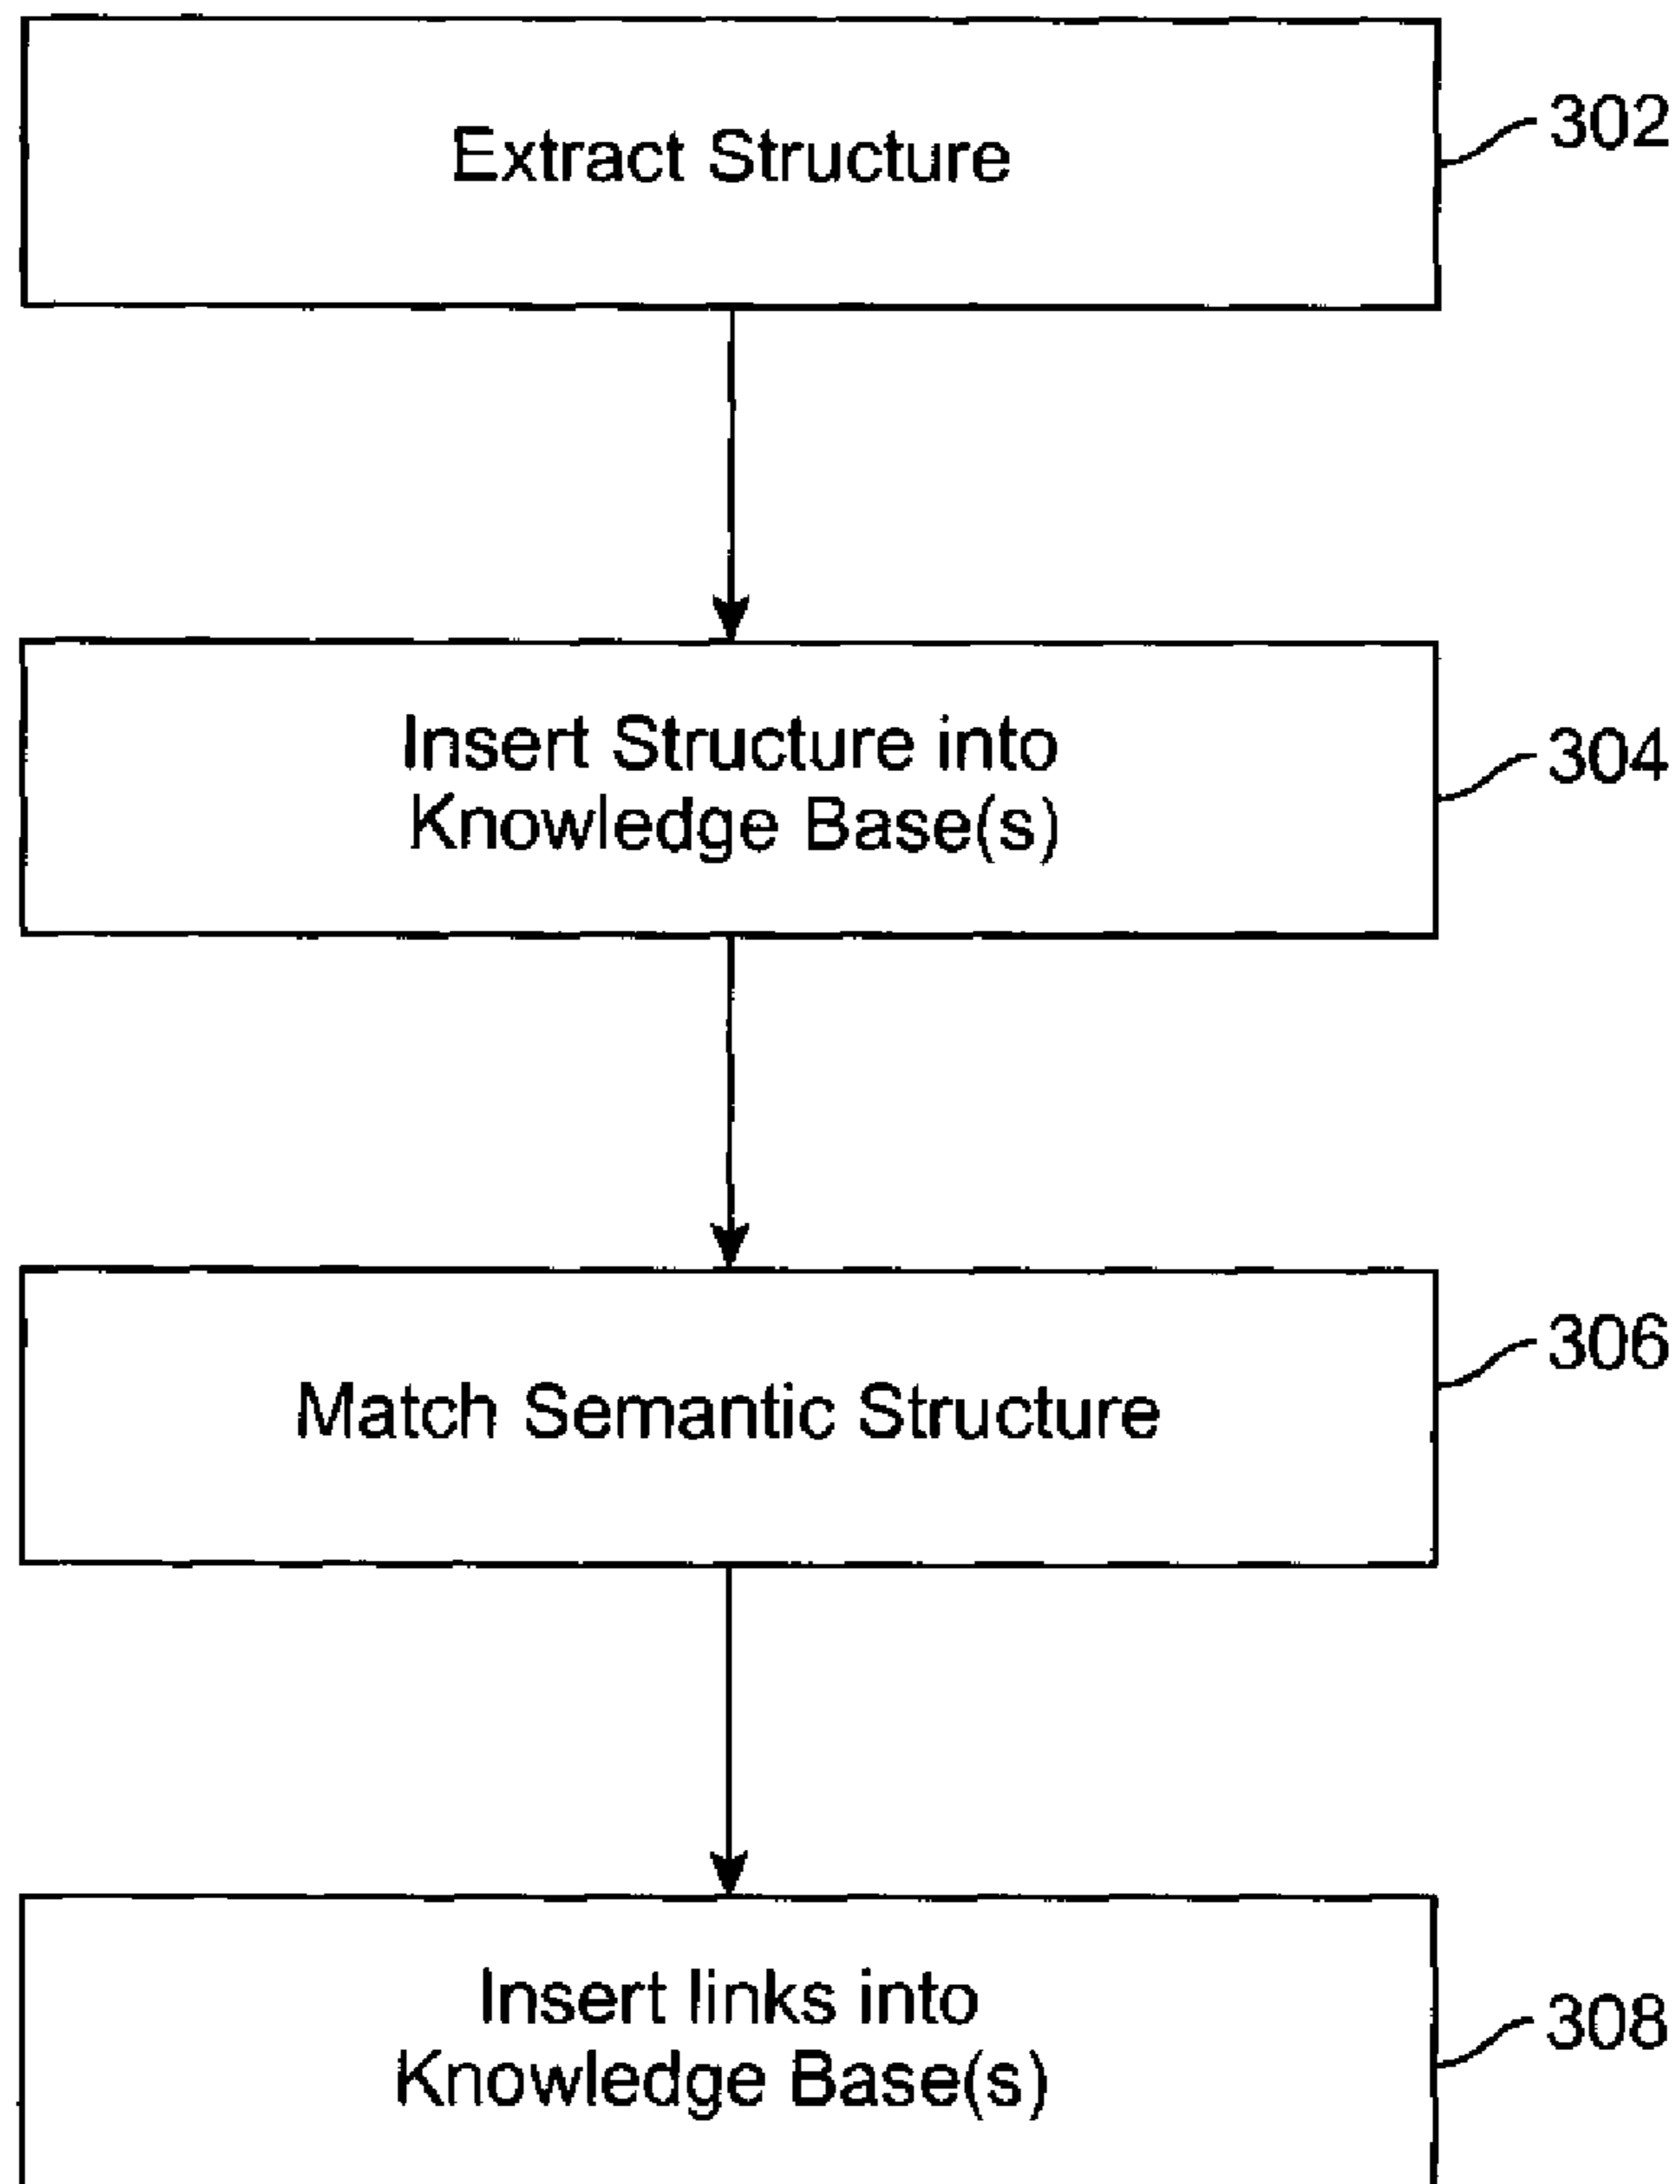 Extract Structure
302
Insert Structure into
Knowledge Base(s)
304
Match Semantic Structure
306
Insert links into
Knowledge Base(s)
308